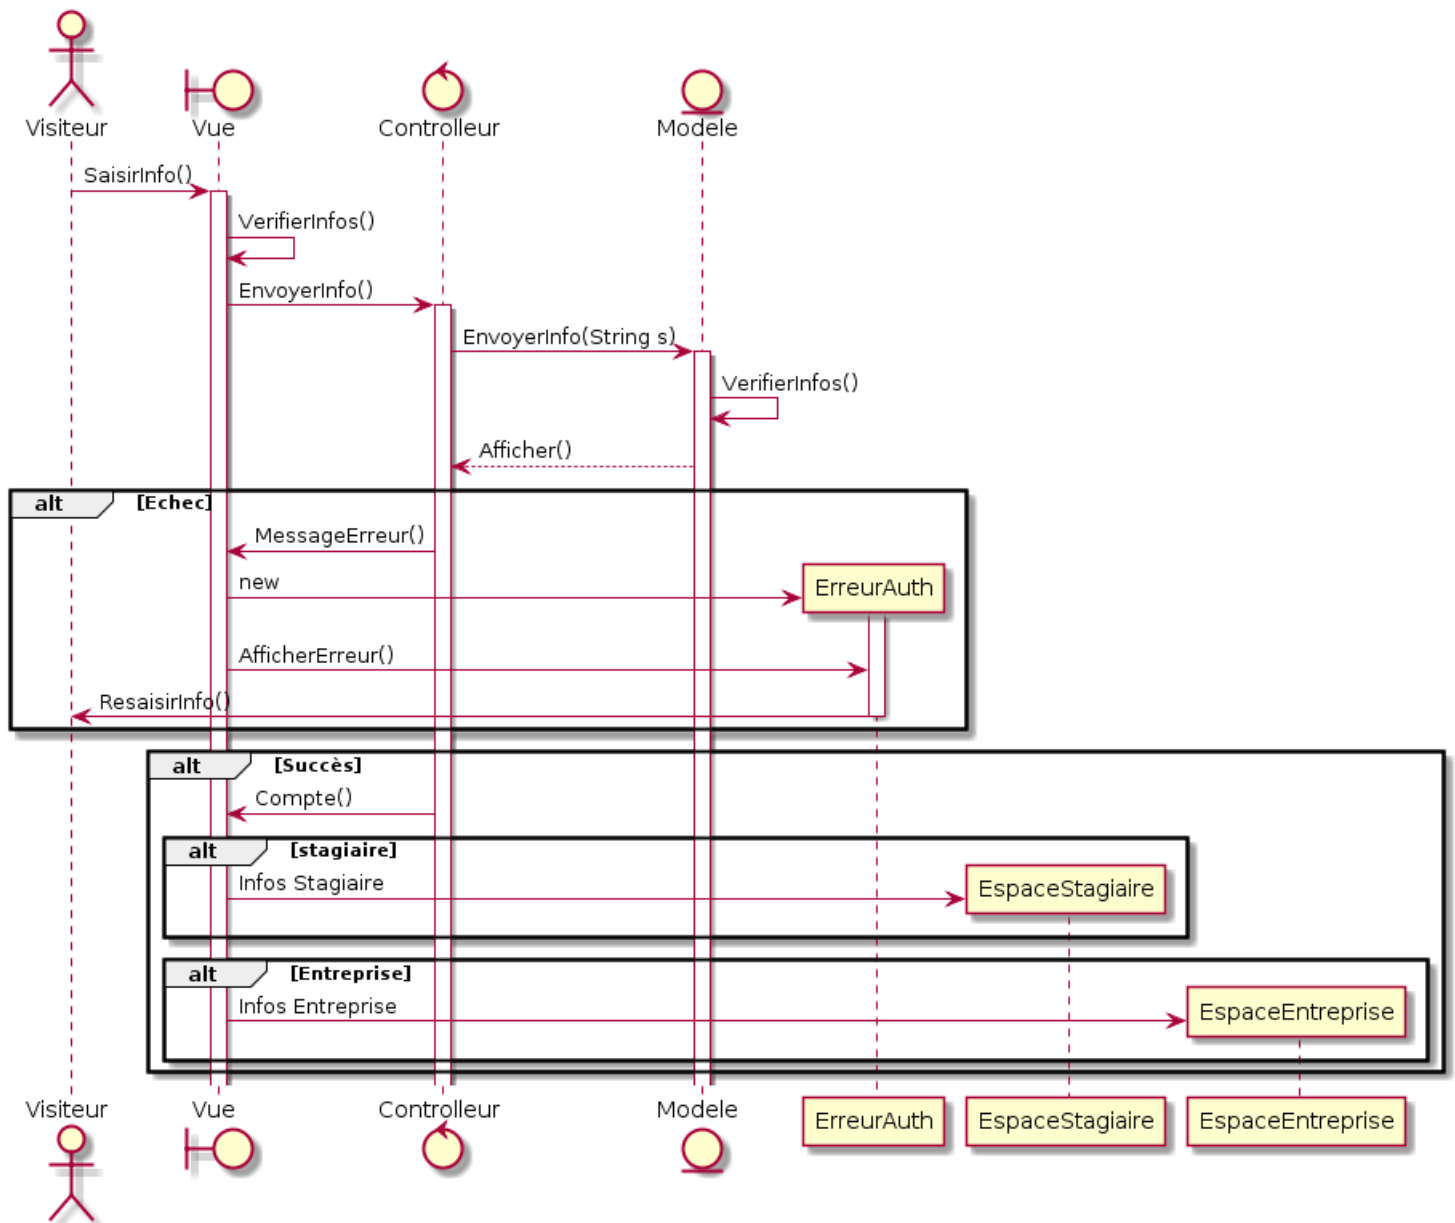 Visiteur
Vue
Controlleur
Modele
SaisirInfo()
VerifierInfos()
EnvoyerInfo()
EnvoyerInfo(String s)
VerifierInfos()
Afficher()
alt [Echec]
MessageErreur()
new
ErreurAuth
AfficherErreur()
ResaisirInfo()
alt [Succès]
Compte()
alt [stagiaire]
Infos Stagiaire
EspaceStagiaire
alt [Entreprise]
Infos Entreprise
EspaceEntreprise
Visiteur
Vue
Controlleur
Modele
ErreurAuth
EspaceStagiaire
EspaceEntreprise